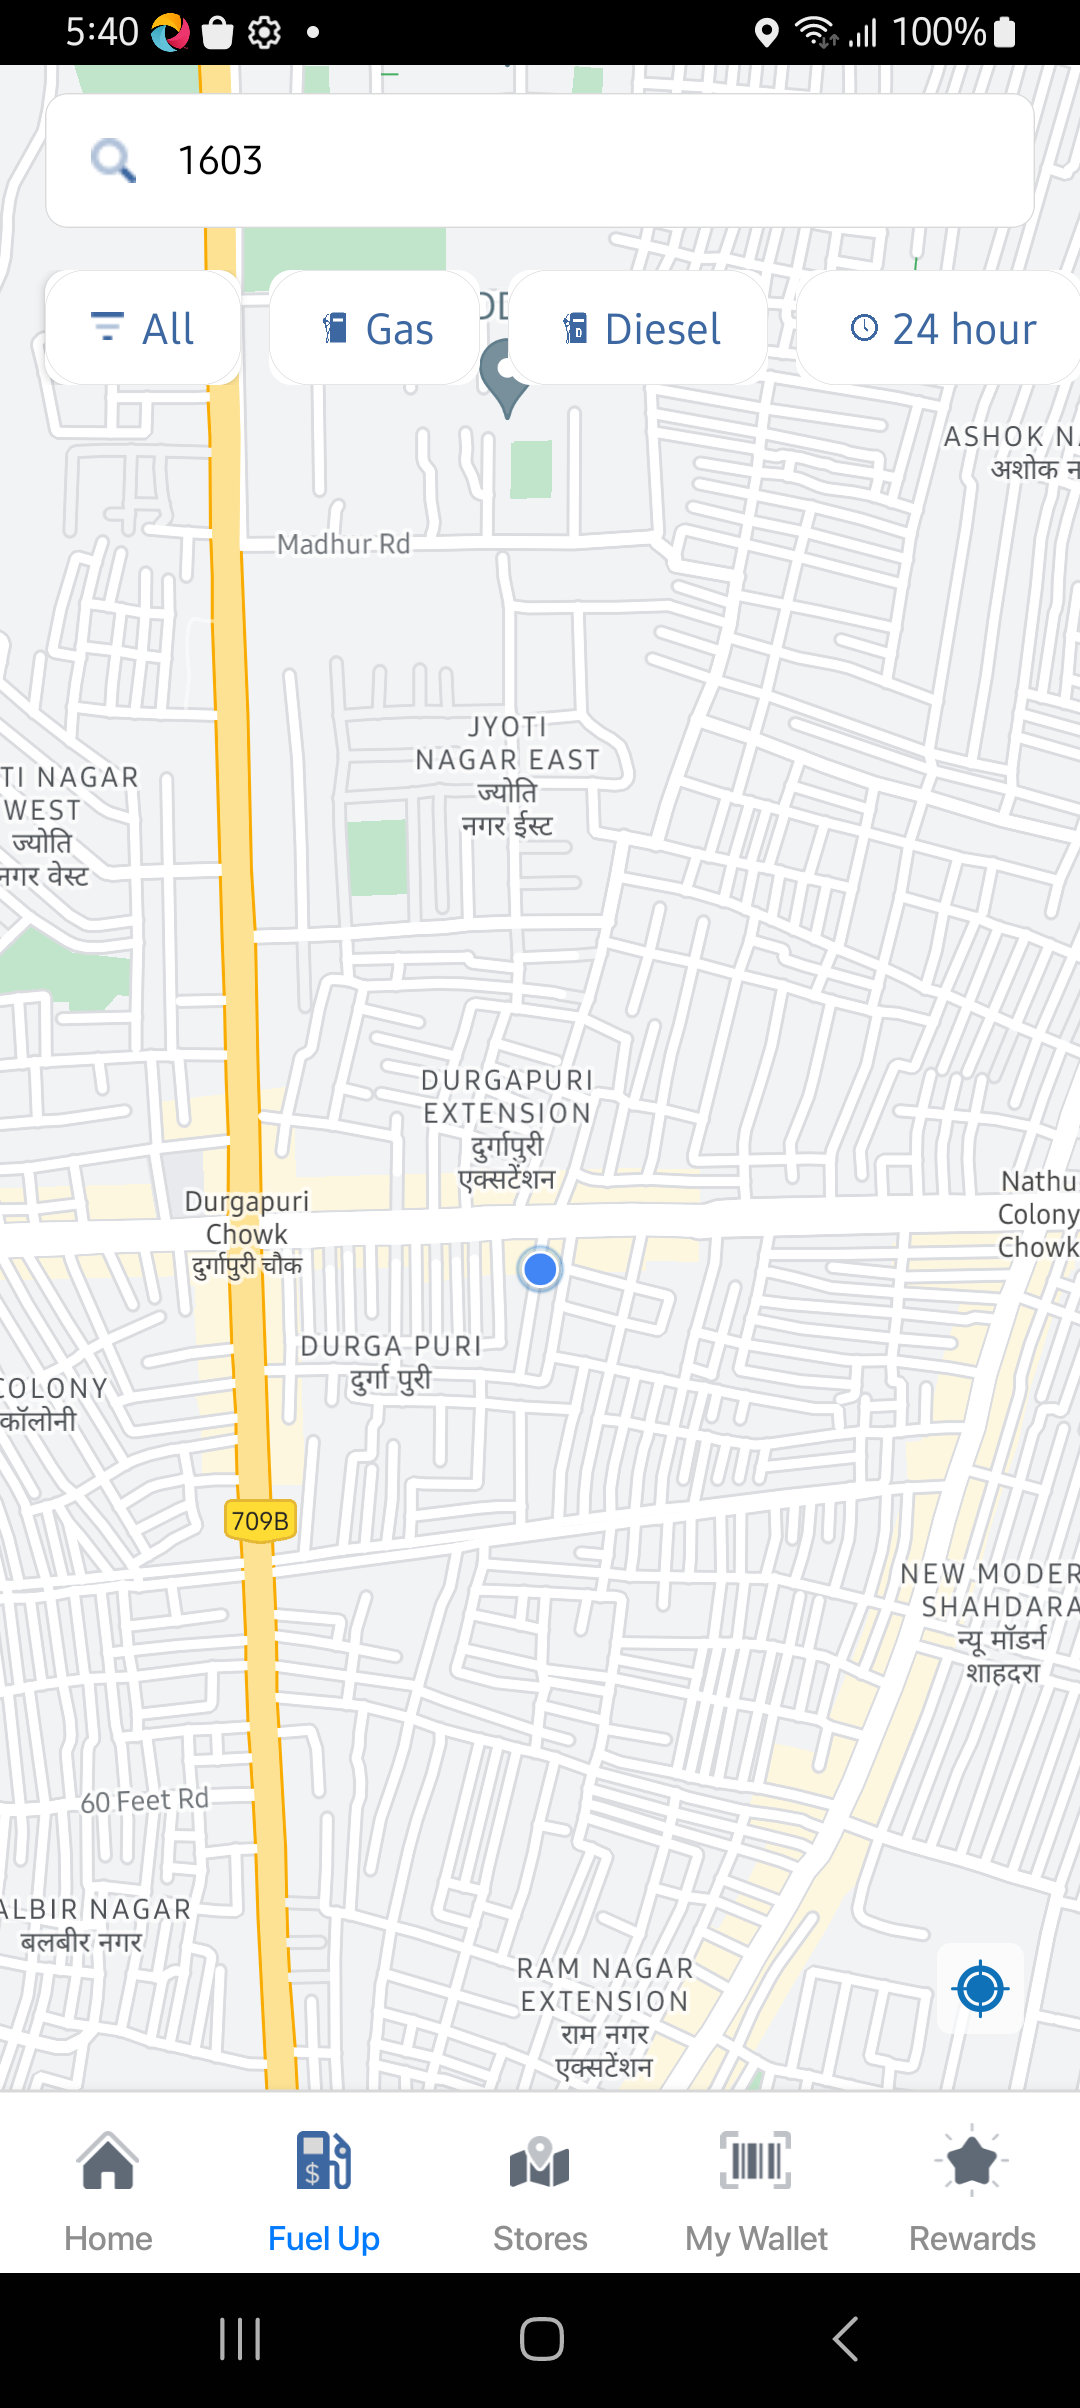 5:40
100%
1603
All
Gas
Diesel
24 hour
ASHOK N
अशोक न
Madhur Rd
JYOTI
NAGAR EAST
ज्योति
नगर ईस्ट
TI NAGAR
WEST
ज्योति
नगर वेस्ट
DURGAPURI
EXTENSION
दुर्गापुरी
एक्सटेंशन
Durgapuri
Chowk
दुर्गापुरी चौक
Nathu
Colony
Chowk
DURGA PURI
दुर्गा पुरी
COLONY
कॉलोनी
709B
NEW MODER
SHAHDARA
न्यू मॉडर्न
शाहदरा
60 Feet Rd
ALBIR NAGAR
बलबीर नगर
RAM NAGAR
EXTENSION
राम नगर
एक्सटेंशन
Home
Fuel Up
Stores
My Wallet
Rewards